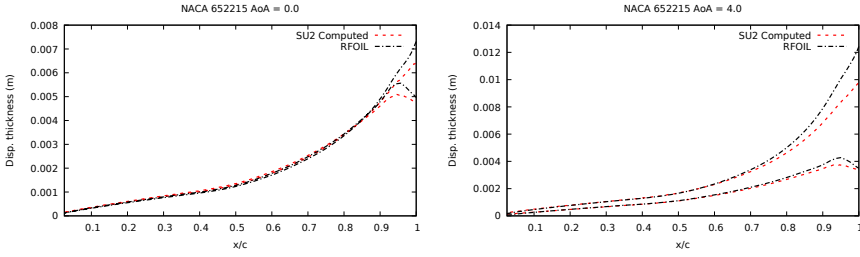 NACA 652215 AoA = 0.0
SU2 Computed
RFOIL
Disp. thickness (m)
0.008
0.007
0.006
0.005
0.004
0.003
0.002
0.001
0
0.1 0.2 0.3 0.4 0.5 0.6 0.7 0.8 0.9 1
x/c
NACA 652215 AoA = 4.0
SU2 Computed
RFOIL
Disp. thickness (m)
0.014
0.012
0.01
0.008
0.006
0.004
0.002
0
0.1 0.2 0.3 0.4 0.5 0.6 0.7 0.8 0.9 1
x/c